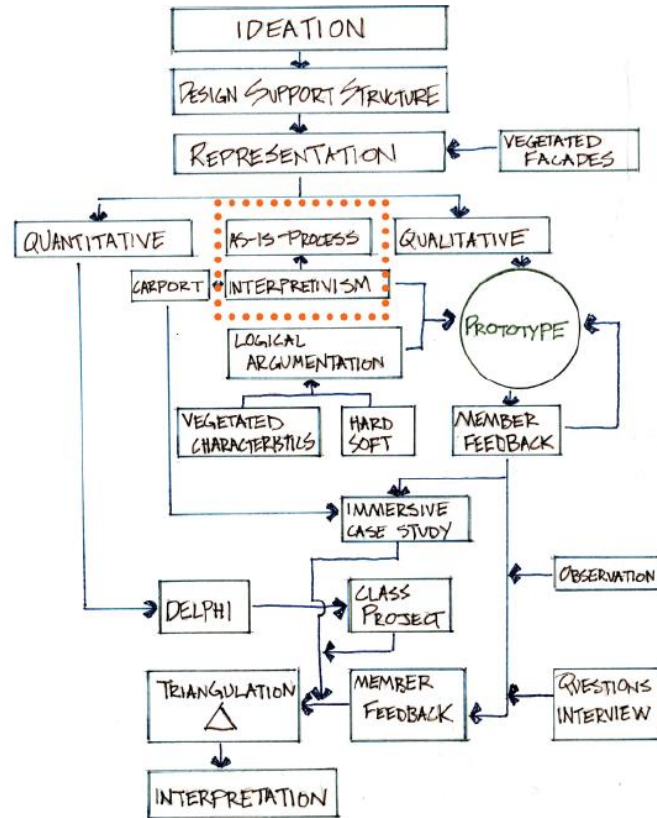 IDEATION
DESIGN SUPPORT STRUCTURE
REPRESENTATION
VEGETATED
FACADES
QUANTITATIVE
AS-IS-PROCESS
QUALITATIVE
CARPORT
INTERPRETIVISM
PROTOTYPE
LOGICAL
ARGUMENTATION
VEGETATED
CHARACTERISTICS
HARD
SOFT
MEMBER
FEEDBACK
IMMERSIVE
CASE STUDY
OBSERVATION
DELPHI
CLASS
PROJECT
TRIANGULATION
MEMBER
FEEDBACK
QUESTIONS
INTERVIEW
INTERPRETATION